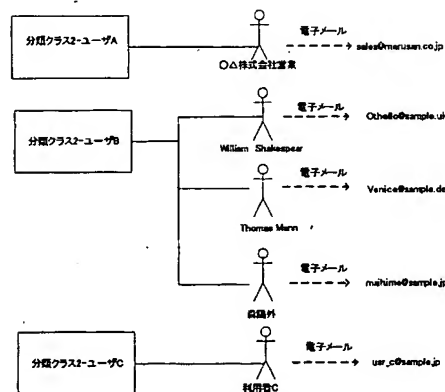 分類クラス2-ユーザA
電子メール
sales@marusan.co.jp
○△株式会社営業
分類クラス2-ユーザB
電子メール
Othello@sample.uk
William Shakespear
電子メール
Venice@sample.de
Thomas Mann
電子メール
maihime@sample.jp
森鴎外
分類クラス2-ユーザC
電子メール
usr_c@sample.jp
利用者C